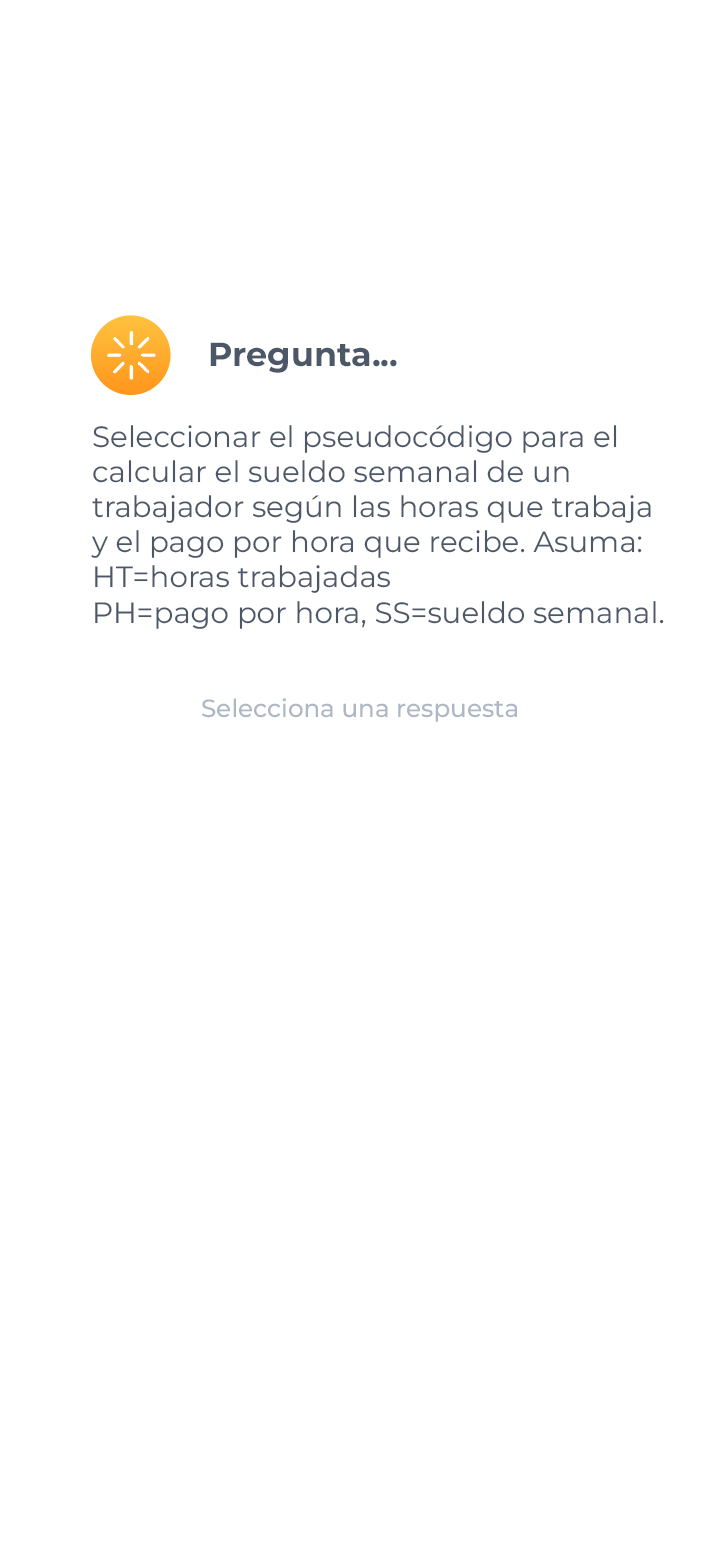 Pregunta...
Seleccionar el pseudocódigo para el
calcular el sueldo semanal de un
trabajador según las horas que trabaja
y el pago por hora que recibe. Asuma:
HT=horas trabajadas
PH=pago por hora, SS=sueldo semanal.
Selecciona una respuesta